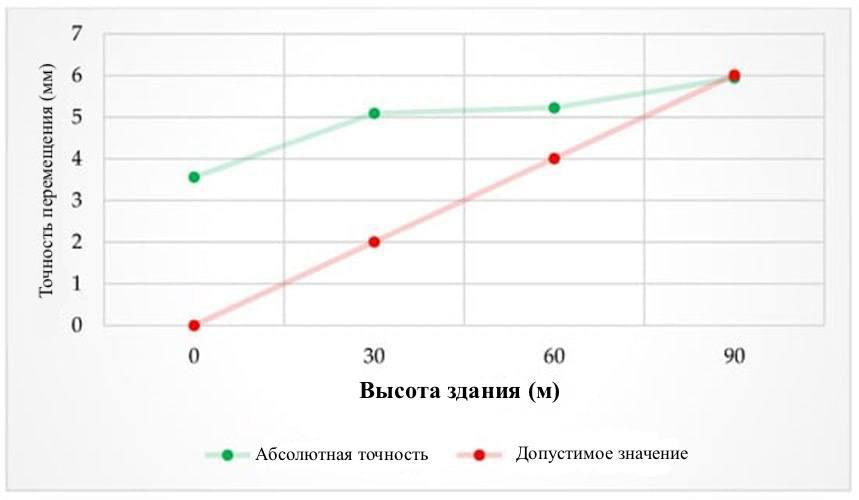 7
6
5
4
3
2
1
0
Точность перемещения (мм)
0 30 60 90
Высота здания (м)
Абсолютная точность Допустимое значение